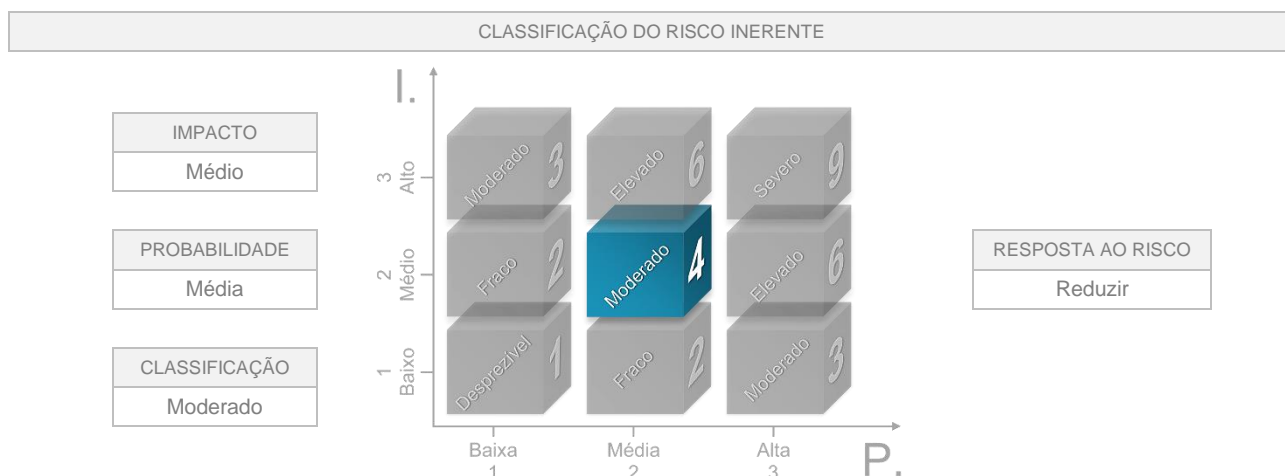 CLASSIFICAÇÃO DO RISCO INERENTE
I.
IMPACTO
Médio
PROBABILIDADE
Média
CLASSIFICAÇÃO
Moderado
3
Alto
Moderado
3
Elevado
6
Severo
9
2
Médio
Fraco
2
Moderado
4
Elevado
6
1
Baixo
Desprezível
1
Fraco
2
Moderado
3
Baixa
1
Média
2
Alta
3
P.
RESPOSTA AO RISCO
Reduzir